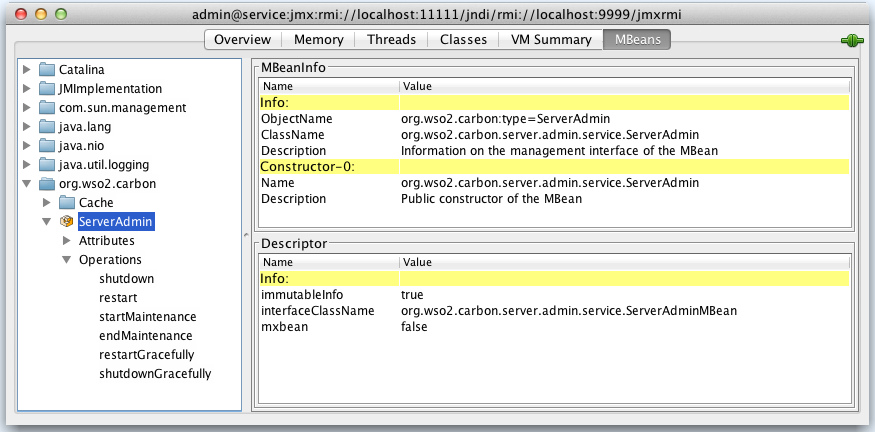 admin@service:jmx:rmi://localhost:11111/jndi/rmi://localhost:9999/jmxrmi
Overview Memory Threads Classes VM Summary MBeans
Catalina
JMImplementation
com.sun.management
java.lang
java.nio
java.util.logging
org.wso2.carbon
Cache
ServerAdmin
Attributes
Operations
shutdown
restart
startMaintenance
endMaintenance
restartGracefully
shutdownGracefully
MBeanInfo
Name Value
Info:
ObjectName org.wso2.carbon:type=ServerAdmin
ClassName org.wso2.carbon.server.admin.service.ServerAdmin
Description Information on the management interface of the MBean
Constructor-0:
Name org.wso2.carbon.server.admin.service.ServerAdmin
Description Public constructor of the MBean
Descriptor
Name Value
Info:
immutableInfo true
interfaceClassName org.wso2.carbon.server.admin.service.ServerAdminMBean
mxbean false